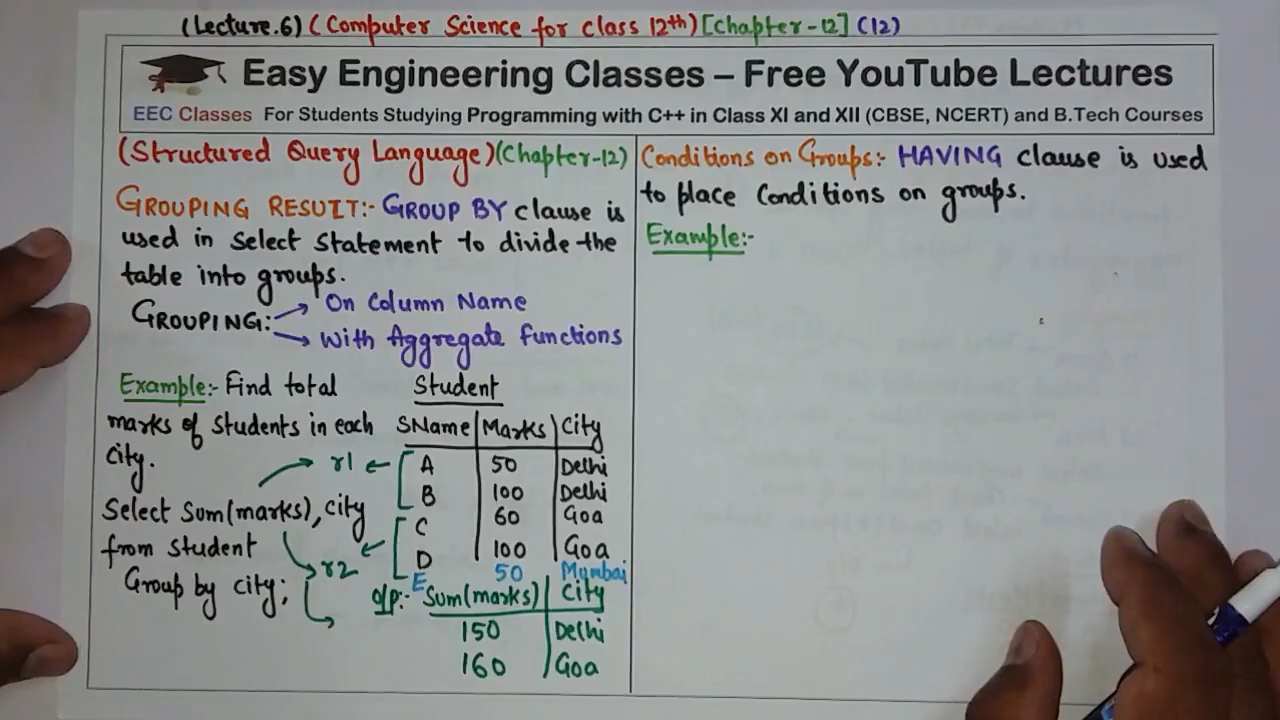 (Lecture.6) (Computer Science for Class 12th) [Chapter-12] (12)
Easy Engineering Classes – Free YouTube Lectures
EEC Classes For Students Studying Programming with C++ in Class XI and XII (CBSE, NCERT) and B.Tech Courses
(Structured Query Language) (Chapter-12)
GROUPING RESULT:- GROUP BY clause is
used in Select Statement to divide the
table into groups.
GROUPING:
→ On Column Name
→ With Aggregate Functions
Example:- Find total
marks of students in each
City.
Select Sum(marks), city
from student
Group by city;
Student
SName Marks City
r1 ← A 50 Delhi
B 100 Delhi
C 60 Goa
r2 ← D 100 Goa
E 50 Mumbai
O/P:- Sum(marks) City
150 Delhi
160 Goa
Conditions on Groups:- HAVING clause is used
to place Conditions on groups.
Example:-